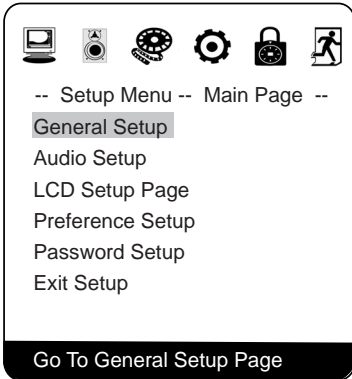 -- Setup Menu -- Main Page --
General Setup
Audio Setup
LCD Setup Page
Preference Setup
Password Setup
Exit Setup
Go To General Setup Page